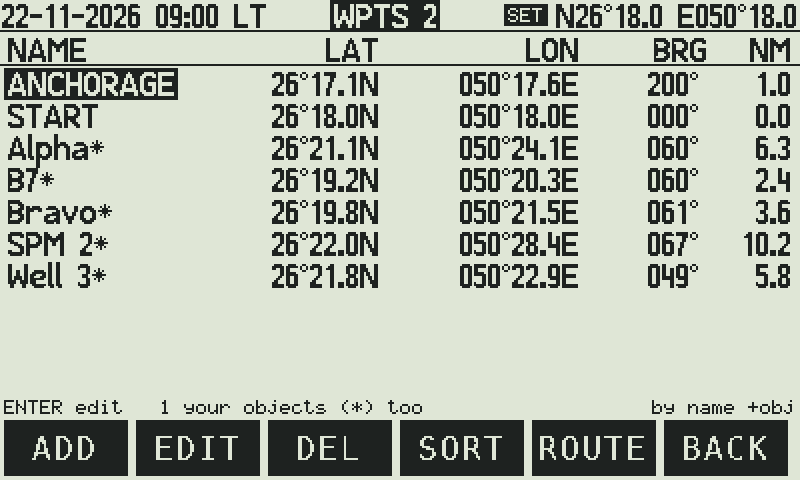 22-11-2026 09:00 LT WPTS 2 SET N26°18.0 E050°18.0
NAME LAT LON BRG NM
ANCHORAGE 26°17.1N 050°17.6E 200° 1.0
START 26°18.0N 050°18.0E 000° 0.0
Alpha* 26°21.1N 050°24.1E 060° 6.3
B7* 26°19.2N 050°20.3E 060° 2.4
Bravo* 26°19.8N 050°21.5E 061° 3.6
SPM 2* 26°22.0N 050°28.4E 067° 10.2
Well 3* 26°21.8N 050°22.9E 049° 5.8
ENTER edit 1 your objects (*) too by name +obj
ADD EDIT DEL SORT ROUTE BACK